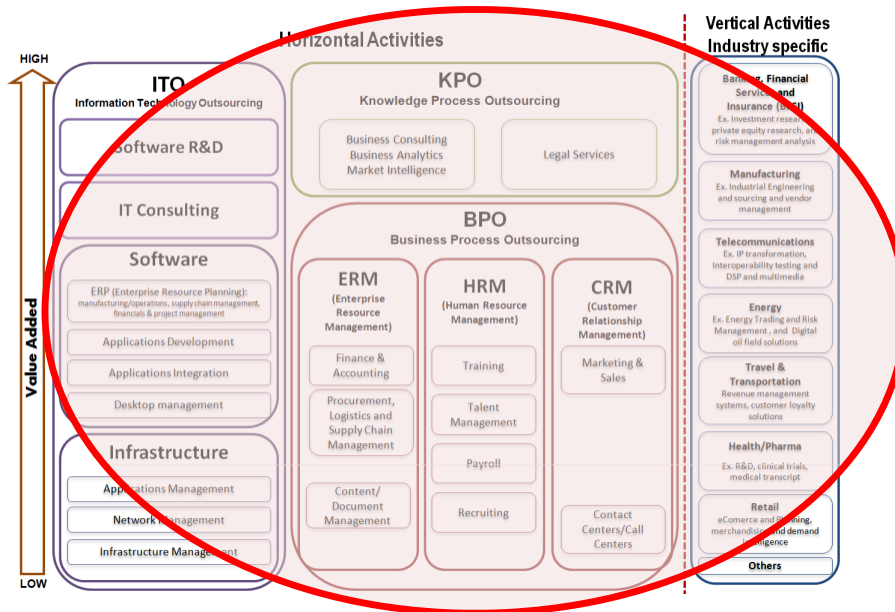 Horizontal Activities
Vertical Activities
Industry specific
HIGH
Value Added
LOW
ITO
Information Technology Outsourcing
Software R&D
IT Consulting
Software
ERP (Enterprise Resource Planning):
manufacturing/operations, supply chain management,
financials & project management
Applications Development
Applications Integration
Desktop management
Infrastructure
Applications Management
Network Management
Infrastructure Management
KPO
Knowledge Process Outsourcing
Business Consulting
Business Analytics
Market Intelligence
Legal Services
BPO
Business Process Outsourcing
ERM
(Enterprise
Resource
Management)
Finance &
Accounting
Procurement,
Logistics and
Supply Chain
Management
Content/
Document
Management
HRM
(Human Resource
Management)
Training
Talent
Management
Payroll
Recruiting
CRM
(Customer
Relationship
Management)
Marketing
& Sales
Contact
Centers/Call
Centers
Banking, Financial
Services and
Insurance (BFSI)
Ex. Investment research,
private equity research, and
risk management analysis
Manufacturing
Ex. Industrial Engineering
and sourcing and vendor
management
Telecommunications
Ex. IP transformation,
Interoperability testing and
DSP and multimedia
Energy
Ex. Energy Trading and Risk
Management , and Digital
oil field solutions
Travel &
Transportation
Revenue management
systems, customer loyalty
solutions
Health/Pharma
Ex. R&D, clinical trials,
medical transcript
Retail
eComerce and Planning,
merchandising and demand
intelligence
Others